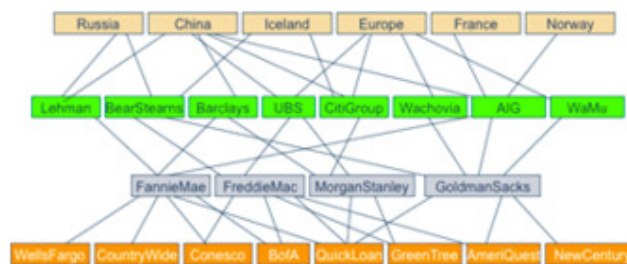 Russia China Iceland Europe France Norway
Lehman BearStearns Barclays UBS CitiGroup Wachovia AIG WaMu
FannieMae FreddieMac MorganStanley GoldmanSacks
WellsFargo CountryWide Conesco BofA QuickLoan GreenTree AmeriQuest NewCentury